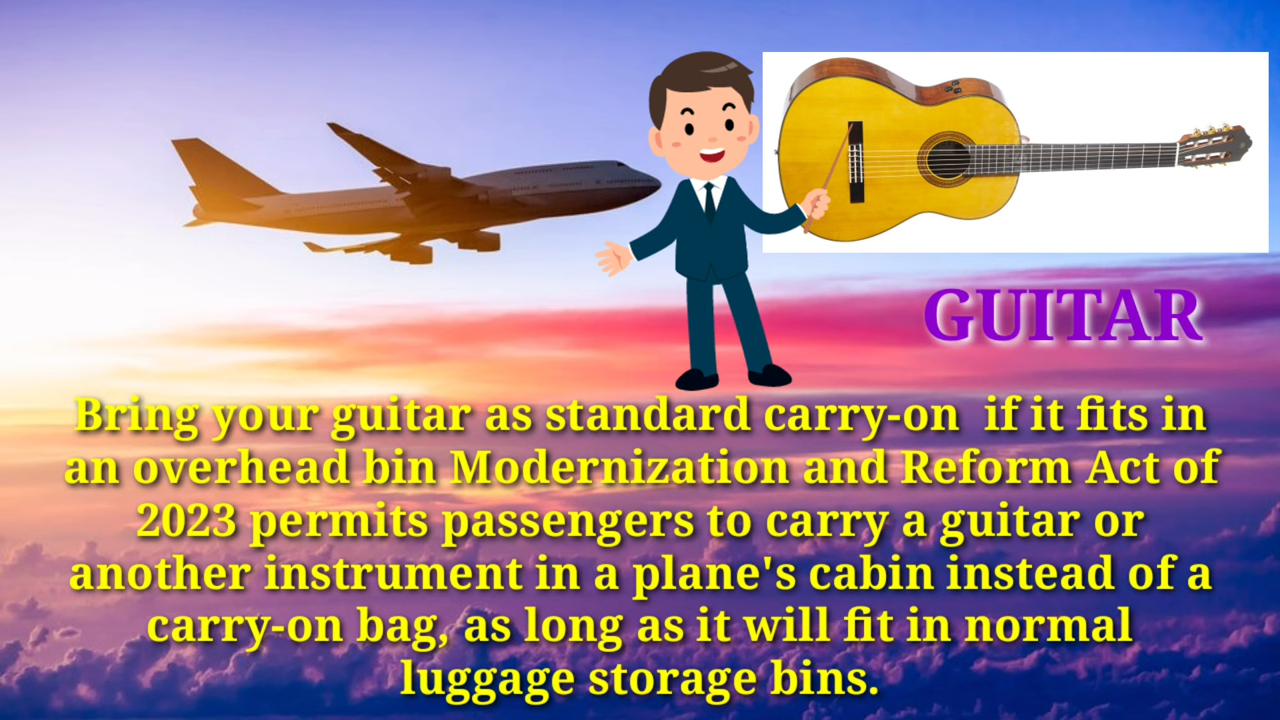 GUITAR
Bring your guitar as standard carry-on  if it fits in
an overhead bin Modernization and Reform Act of
2023 permits passengers to carry a guitar or
another instrument in a plane's cabin instead of a
carry-on bag, as long as it will fit in normal
luggage storage bins.